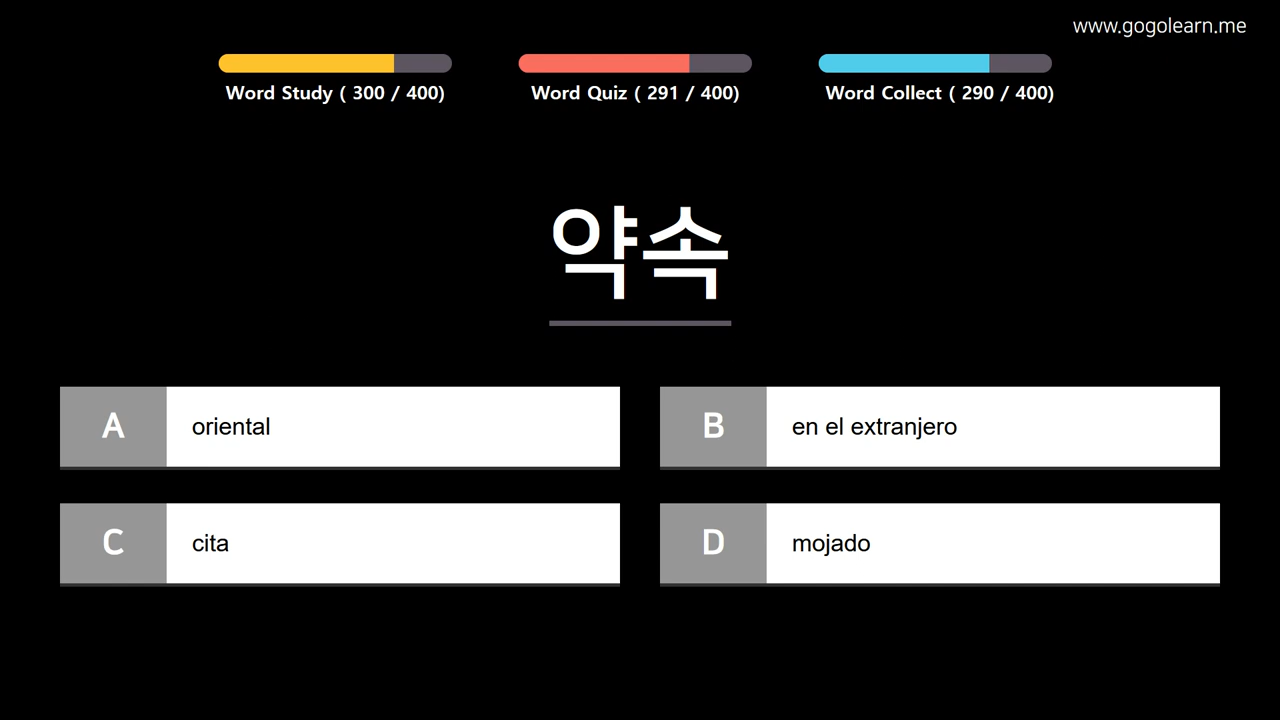 www.gogolearn.me
Word Study ( 300 / 400)
Word Quiz ( 291 / 400)
Word Collect ( 290 / 400)
약속
A
oriental
B
en el extranjero
C
cita
D
mojado